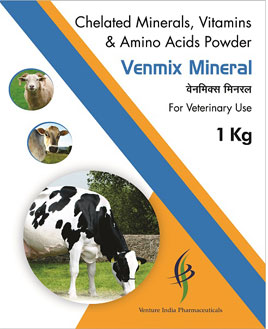 Chelated Minerals, Vitamins
& Amino Acids Powder
Venmix Mineral
वेनमिक्स मिनरल
For Veterinary Use
1 Kg
Venture India Pharmaceuticals